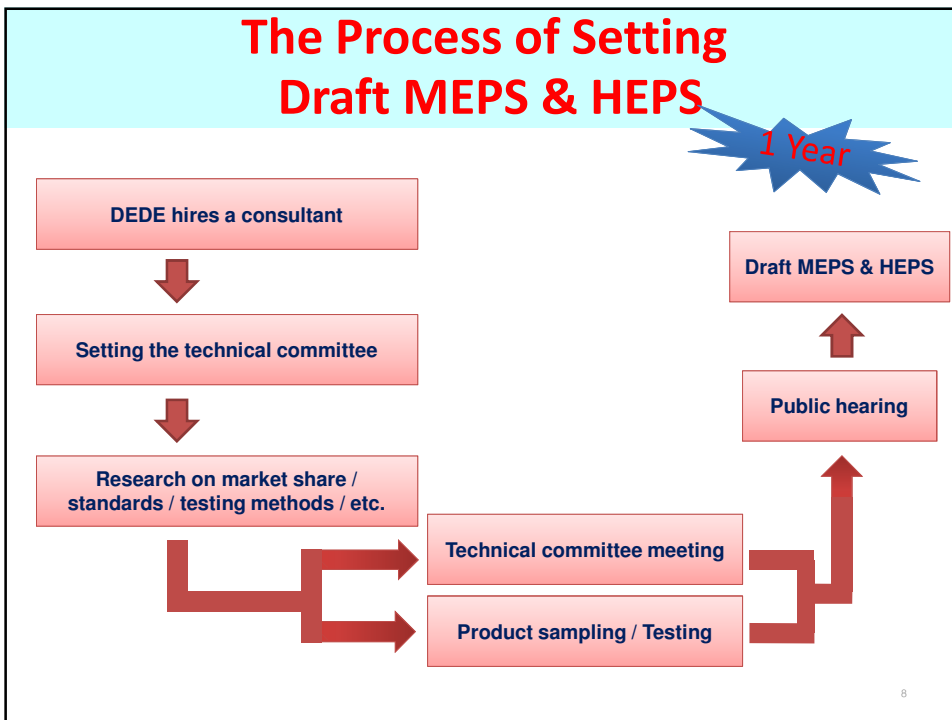 The Process of Setting
Draft MEPS & HEPS
1 Year
DEDE hires a consultant
Setting the technical committee
Research on market share /
standards / testing methods / etc.
Technical committee meeting
Product sampling / Testing
Public hearing
Draft MEPS & HEPS
8